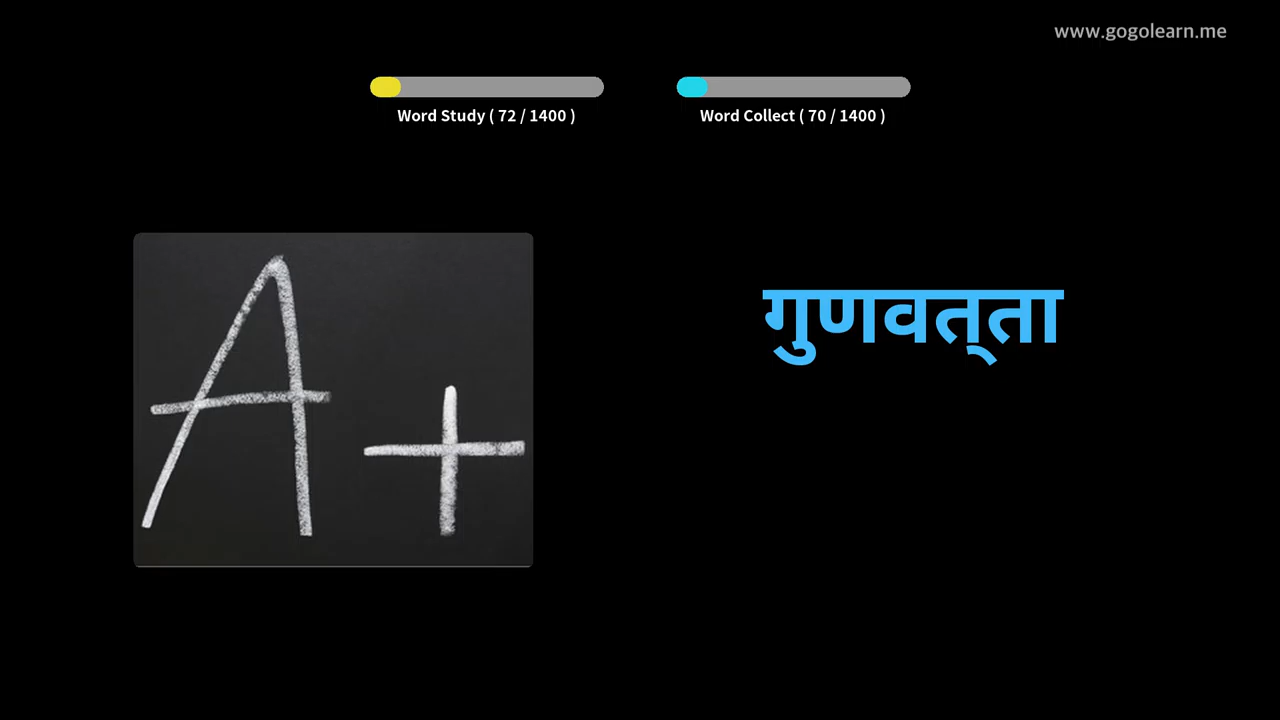 www.gogolearn.me
Word Study ( 72 / 1400 )
Word Collect ( 70 / 1400 )
A+
गुणवत्‌ता